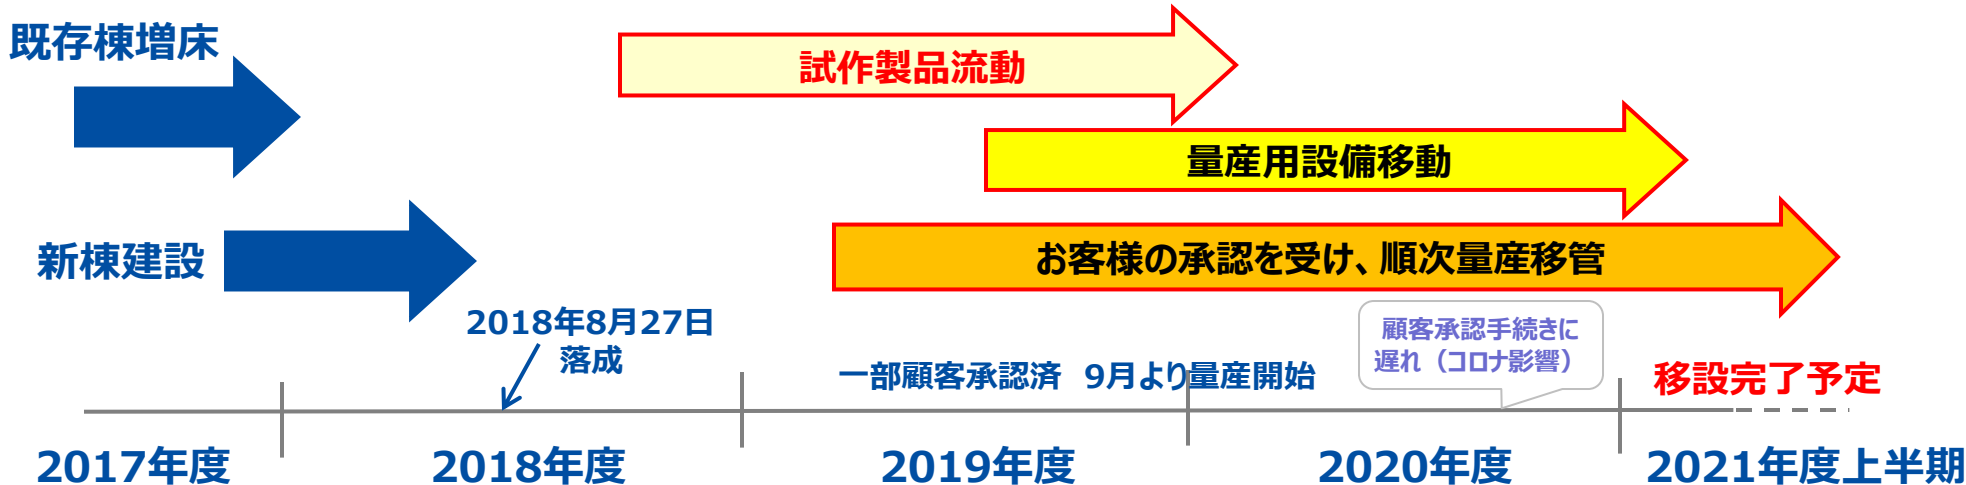 既存棟増床
試作製品流動
量産用設備移動
新棟建設
お客様の承認を受け、順次量産移管
2018年8月27日
落成
一部顧客承認済 9月より量産開始
顧客承認手続きに
遅れ（コロナ影響）
移設完了予定
2017年度
2018年度
2019年度
2020年度
2021年度上半期